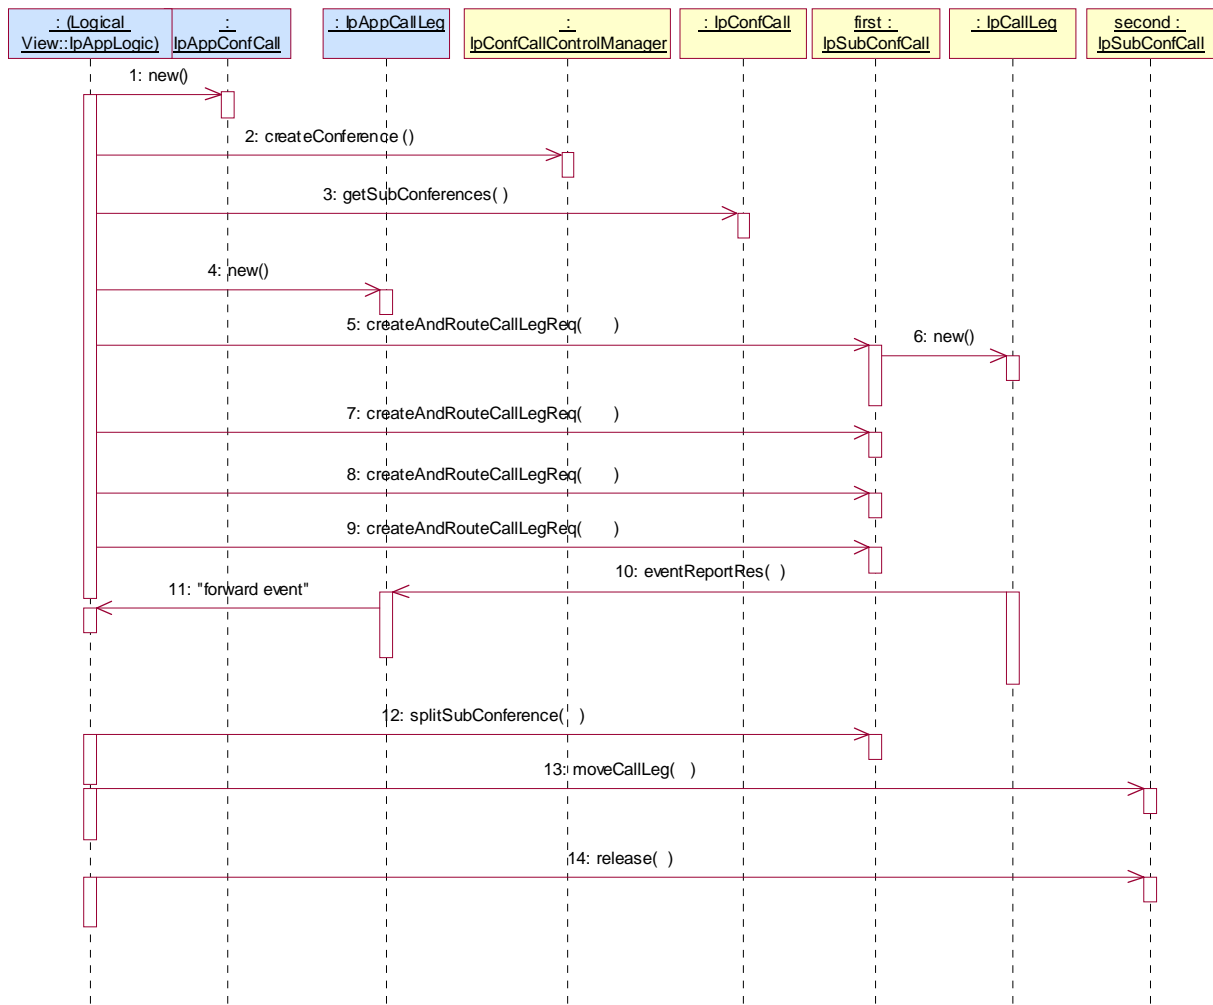 : (Logical
View::IpAppLogic)
:
IpAppConfCall
: IpAppCallLeg
:
IpConfCallControlManager
: IpConfCall
first :
IpSubConfCall
: IpCallLeg
second :
IpSubConfCall
1: new()
2: createConference ()
3: getSubConferences( )
4: new()
5: createAndRouteCallLegReq( )
6: new()
7: createAndRouteCallLegReq( )
8: createAndRouteCallLegReq( )
9: createAndRouteCallLegReq( )
10: eventReportRes( )
11: "forward event"
12: splitSubConference( )
13: moveCallLeg( )
14: release( )